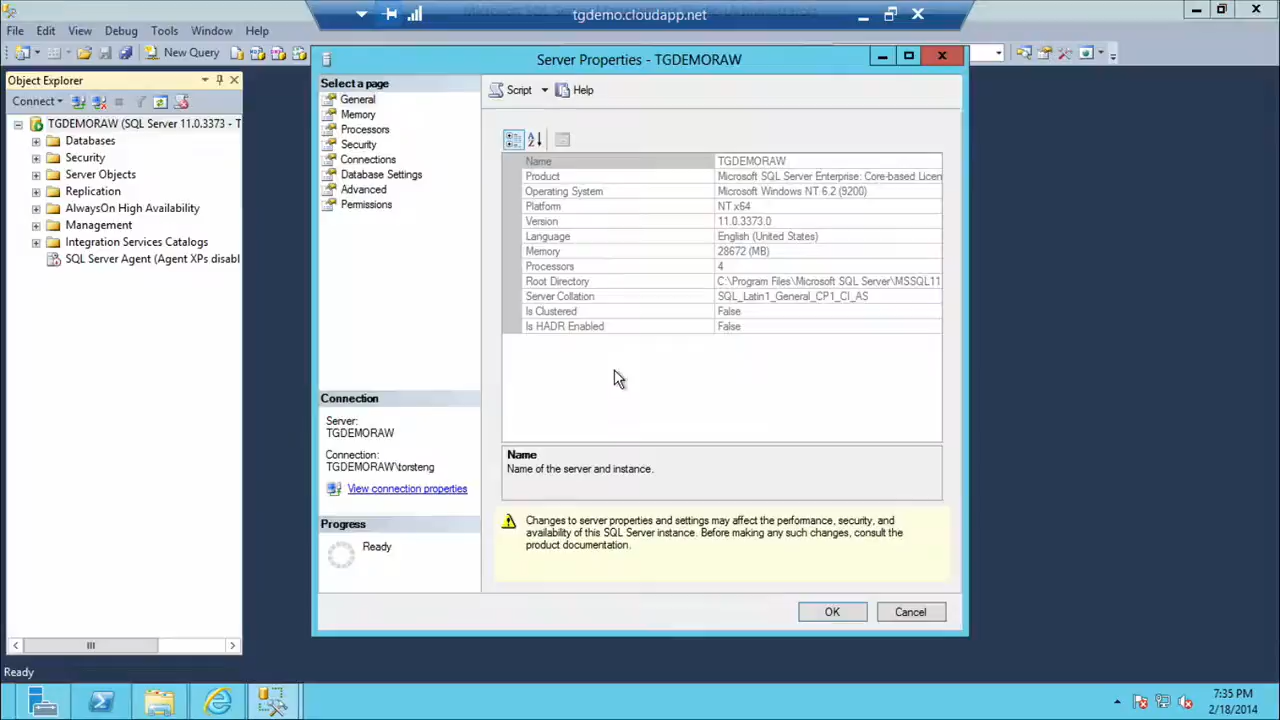 tgdemo.cloudapp.net
File Edit View Debug Tools Window Help
New Query
Object Explorer
Connect
TGDEMORAW (SQL Server 11.0.3373 - T
Databases
Security
Server Objects
Replication
AlwaysOn High Availability
Management
Integration Services Catalogs
SQL Server Agent (Agent XPs disabl
Server Properties - TGDEMORAW
Select a page
General
Memory
Processors
Security
Connections
Database Settings
Advanced
Permissions
Connection
Server:
TGDEMORAW
Connection:
TGDEMORAW\torsteng
View connection properties
Progress
Ready
Script Help
Name TGDEMORAW
Product Microsoft SQL Server Enterprise: Core-based Licen
Operating System Microsoft Windows NT 6.2 (9200)
Platform NT x64
Version 11.0.3373.0
Language English (United States)
Memory 28672 (MB)
Processors 4
Root Directory C:\Program Files\Microsoft SQL Server\MSSQL11
Server Collation SQL_Latin1_General_CP1_CI_AS
Is Clustered False
Is HADR Enabled False
Name
Name of the server and instance.
Changes to server properties and settings may affect the performance, security, and
availability of this SQL Server instance. Before making any such changes, consult the
product documentation.
OK Cancel
Ready
7:35 PM
2/18/2014